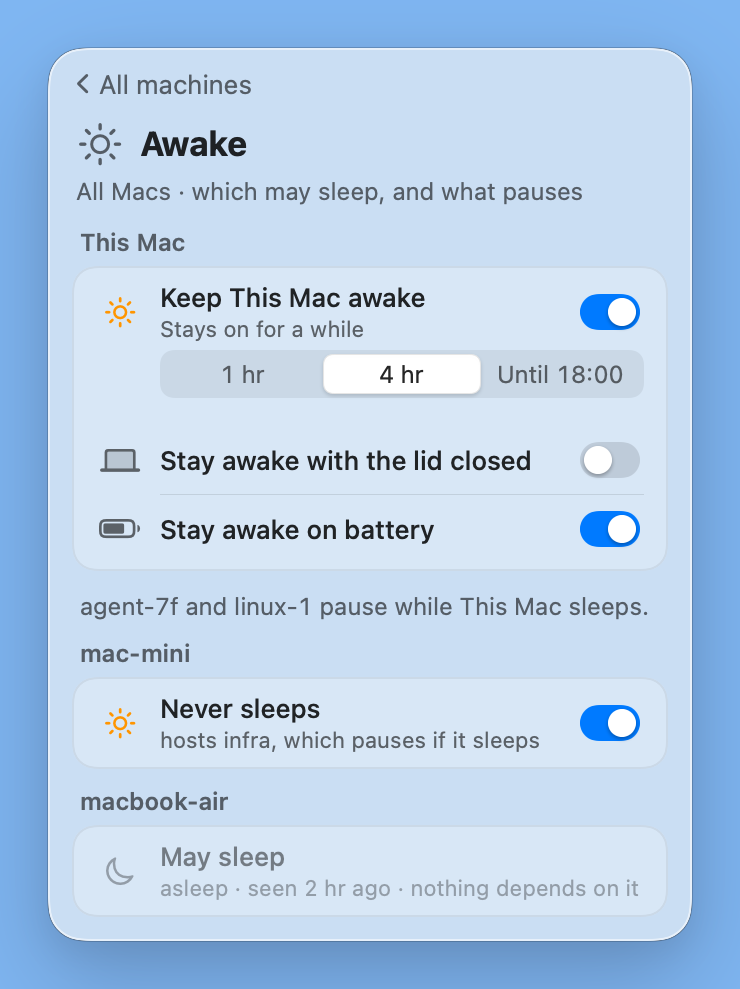 All machines
Awake
All Macs · which may sleep, and what pauses
This Mac
Keep This Mac awake
Stays on for a while
1 hr 4 hr Until 18:00
Stay awake with the lid closed
Stay awake on battery
agent-7f and linux-1 pause while This Mac sleeps.
mac-mini
Never sleeps
hosts infra, which pauses if it sleeps
macbook-air
May sleep
asleep · seen 2 hr ago · nothing depends on it